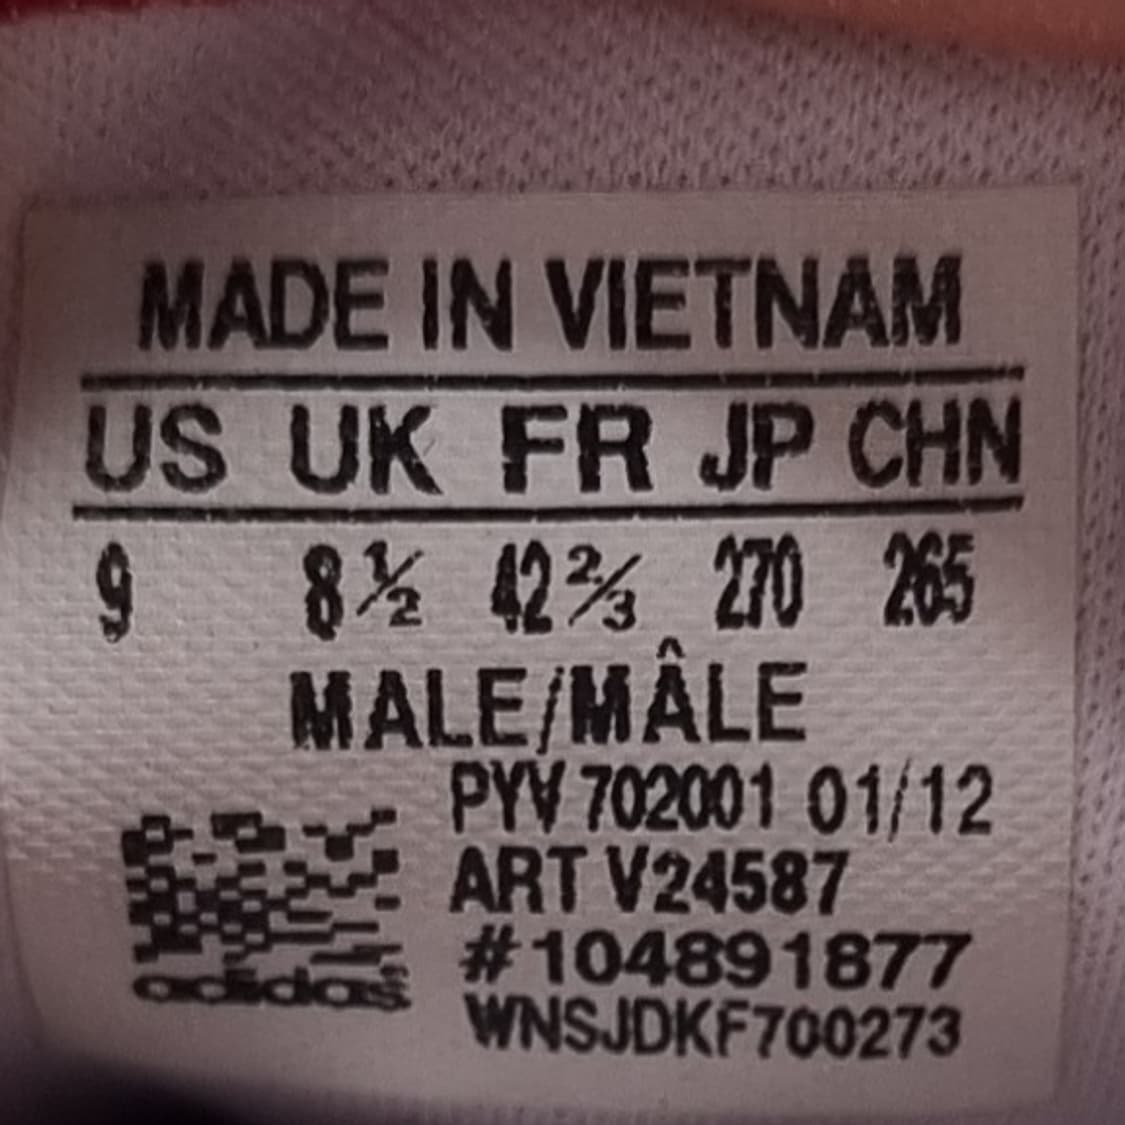 MADE IN VIETNAM
US UK FR JP CHN
9 8½ 42⅔ 270 265
MALE/MÂLE
PYV 702001 01/12
ART V24587
#104891877
adidas
WNSJDKF700273